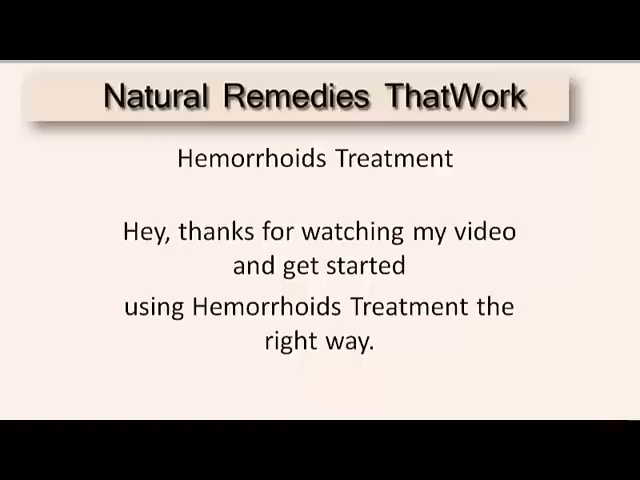 Natural Remedies ThatWork
Hemorrhoids Treatment
Hey, thanks for watching my video
and get started
using Hemorrhoids Treatment the
right way.